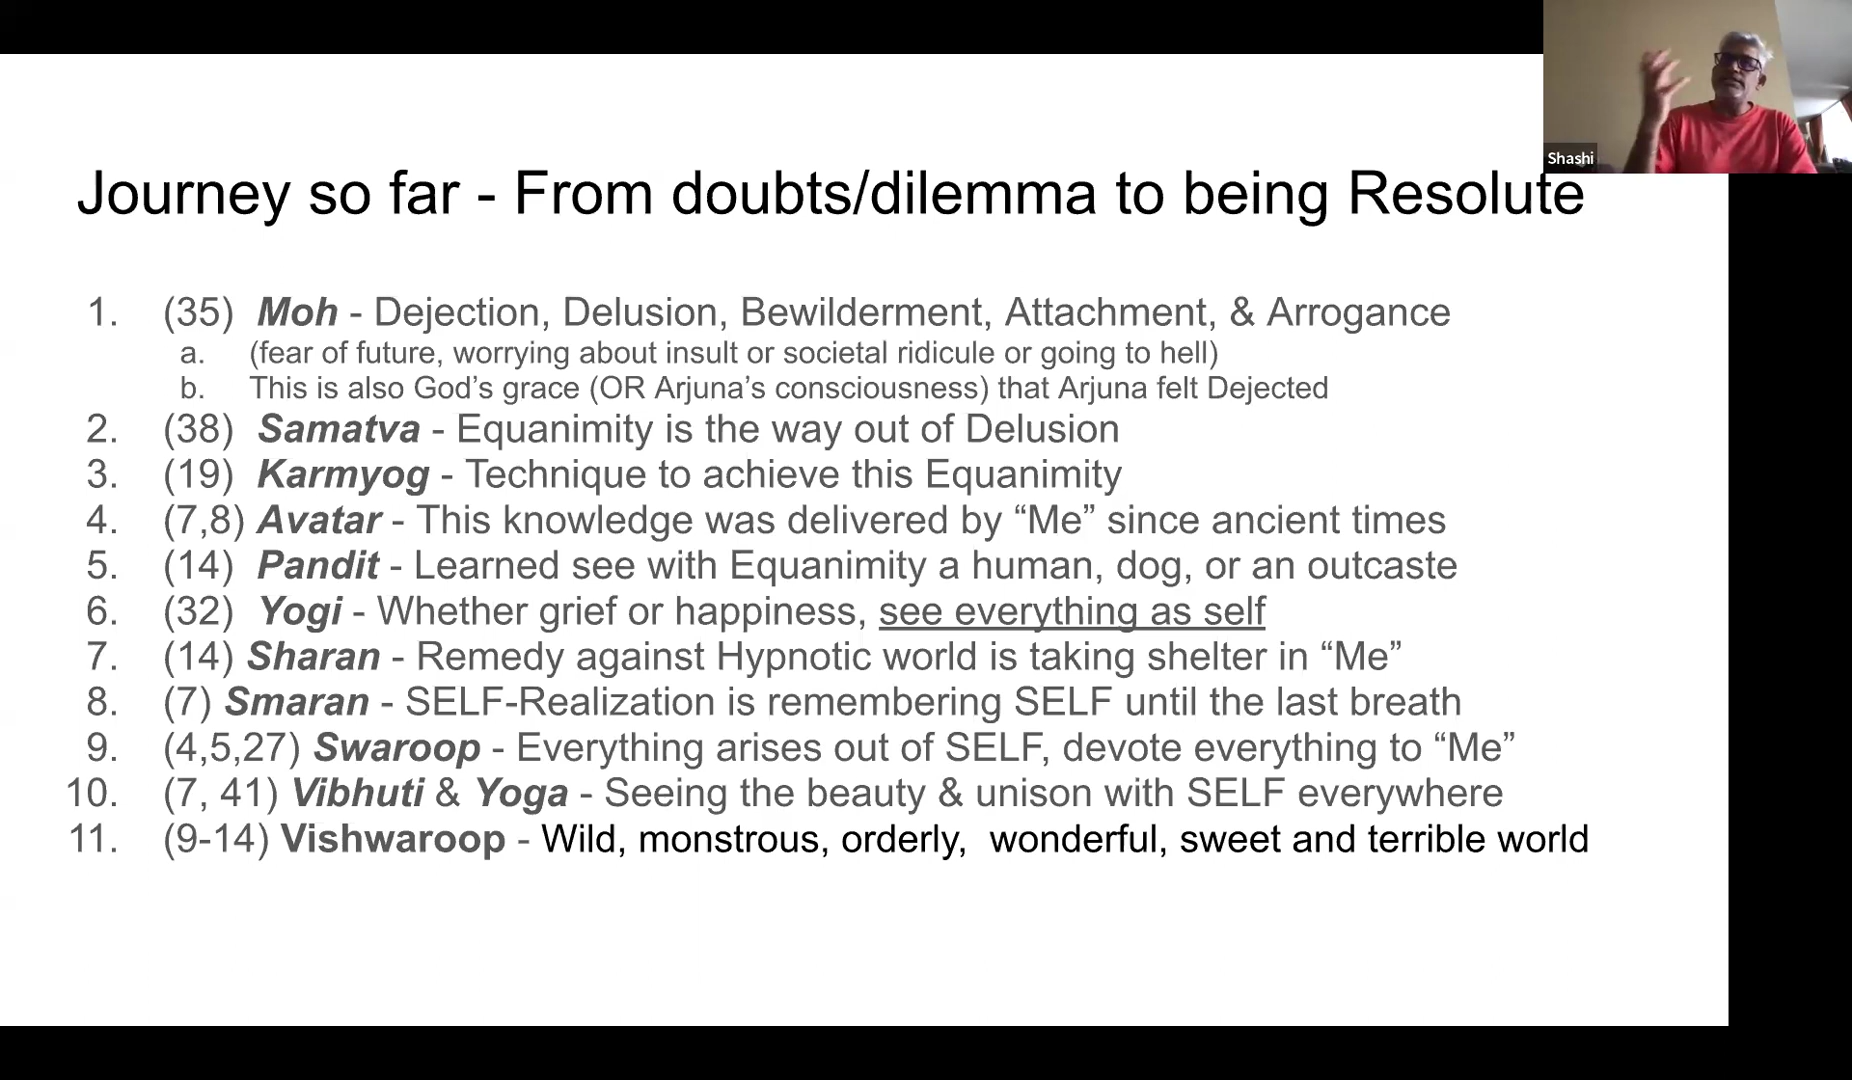 Shashi
Journey so far - From doubts/dilemma to being Resolute
1. (35) Moh - Dejection, Delusion, Bewilderment, Attachment, & Arrogance
a. (fear of future, worrying about insult or societal ridicule or going to hell)
b. This is also God’s grace (OR Arjuna’s consciousness) that Arjuna felt Dejected
2. (38) Samatva - Equanimity is the way out of Delusion
3. (19) Karmyog - Technique to achieve this Equanimity
4. (7,8) Avatar - This knowledge was delivered by “Me” since ancient times
5. (14) Pandit - Learned see with Equanimity a human, dog, or an outcaste
6. (32) Yogi - Whether grief or happiness, see everything as self
7. (14) Sharan - Remedy against Hypnotic world is taking shelter in “Me”
8. (7) Smaran - SELF-Realization is remembering SELF until the last breath
9. (4,5,27) Swaroop - Everything arises out of SELF, devote everything to “Me”
10. (7, 41) Vibhuti & Yoga - Seeing the beauty & unison with SELF everywhere
11. (9-14) Vishwaroop - Wild, monstrous, orderly, wonderful, sweet and terrible world